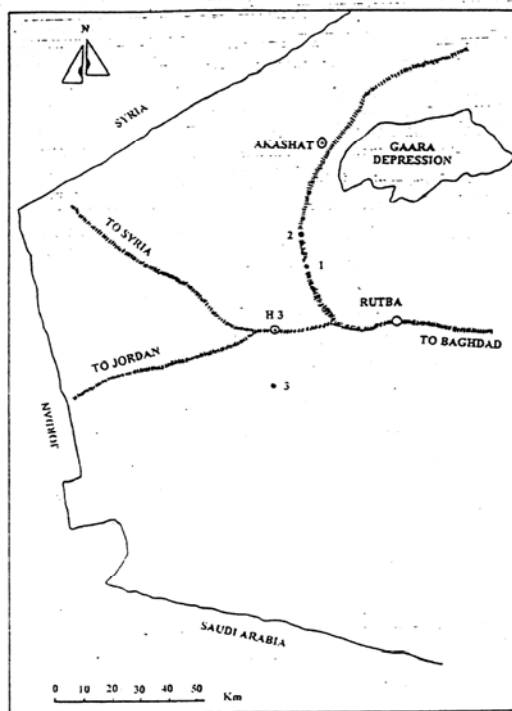 N
SYRIA
AKASHAT
GAARA
DEPRESSION
2
1
TO SYRIA
H 3
RUTBA
TO BAGHDAD
TO JORDAN
3
JORDAN
SAUDI ARABIA
0 10 20 30 40 50
Km